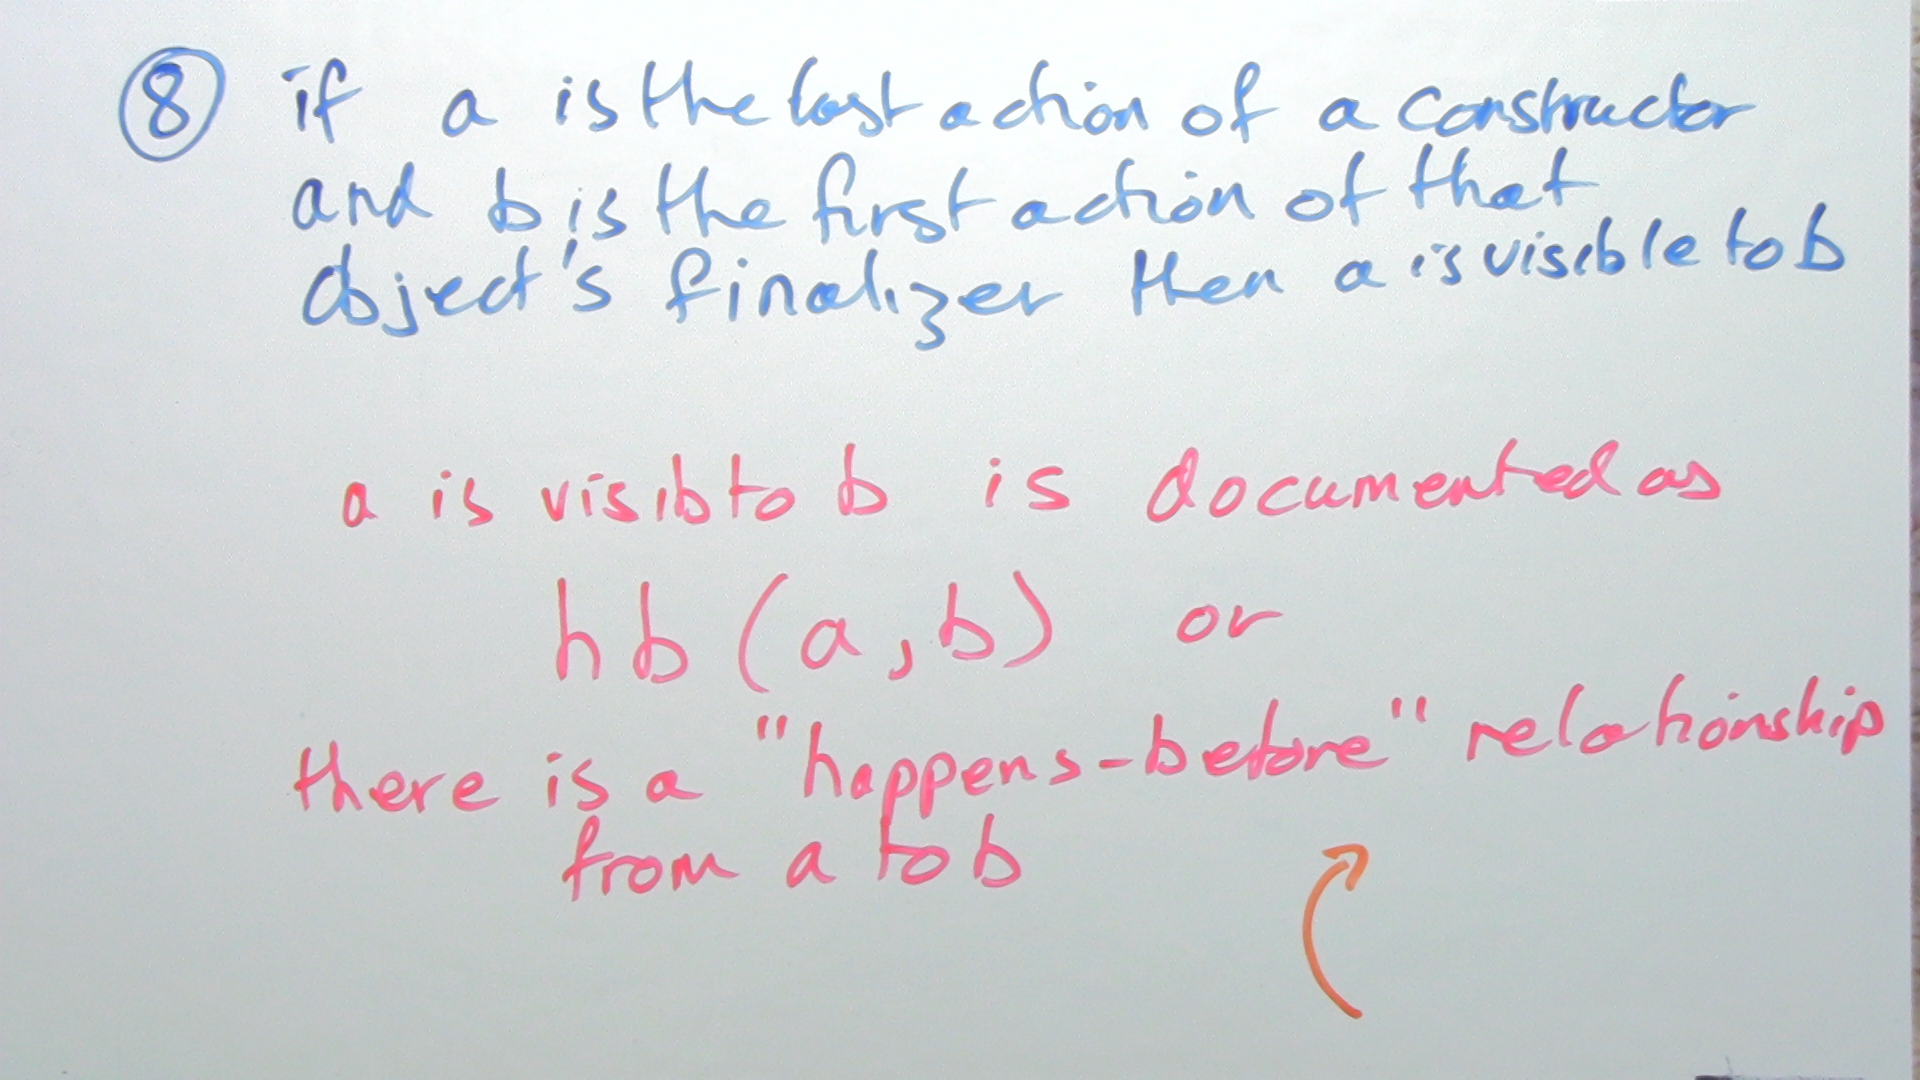 ⑧ if a is the last action of a constructor
and b is the first action of that
object's finalizer then a is visible to b
a is visib to b is documented as
hb (a, b) or
there is a "happens-before" relationship
from a to b